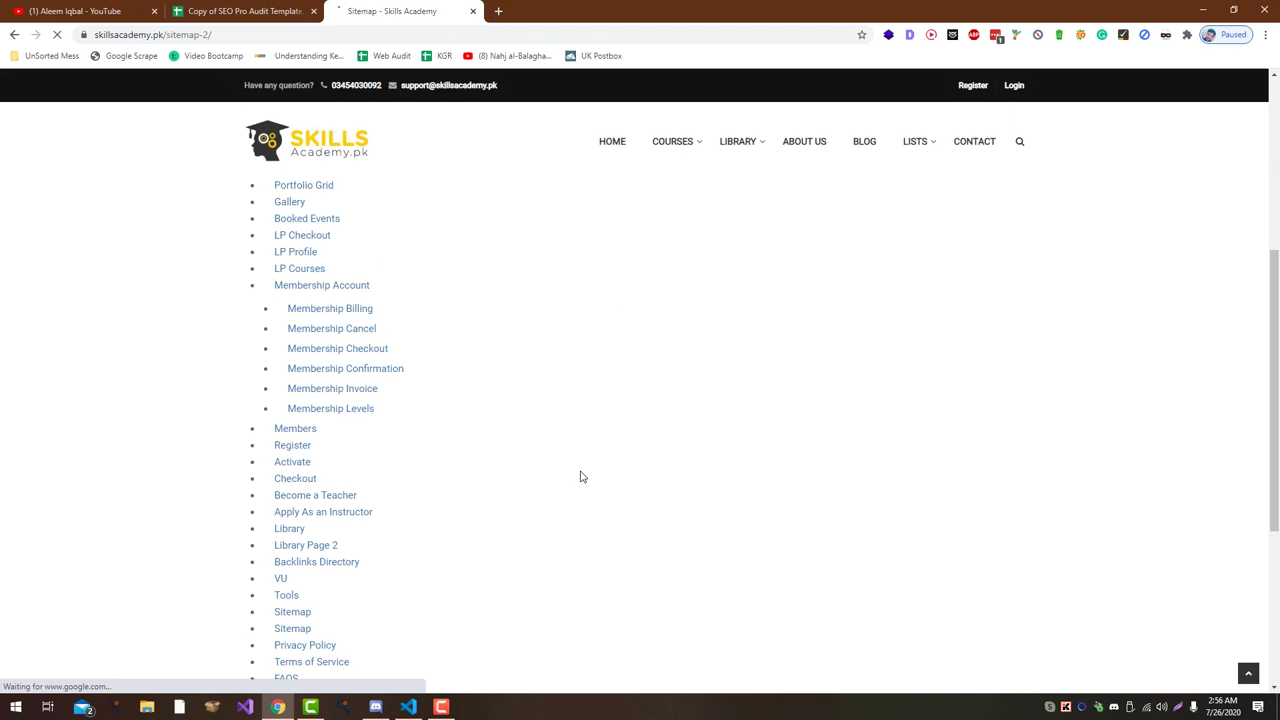 (1) Aleem Iqbal - YouTube
Copy of SEO Pro Audit Template
Sitemap - Skills Academy
skillsacademy.pk/sitemap-2/
Paused
UnSorted Mess
Google Scrape
Video Bootcamp
Understanding Ke...
Web Audit
KGR
(8) Nahj al-Balagha...
UK Postbox
Have any question? 03454030092 support@skillsacademy.pk
Register
Login
SKILLS
Academy.pk
HOME
COURSES
LIBRARY
ABOUT US
BLOG
LISTS
CONTACT
Portfolio Grid
Gallery
Booked Events
LP Checkout
LP Profile
LP Courses
Membership Account
Membership Billing
Membership Cancel
Membership Checkout
Membership Confirmation
Membership Invoice
Membership Levels
Members
Register
Activate
Checkout
Become a Teacher
Apply As an Instructor
Library
Library Page 2
Backlinks Directory
VU
Tools
Sitemap
Sitemap
Privacy Policy
Terms of Service
FAQS
Waiting for www.google.com...
2:56 AM
7/26/2020